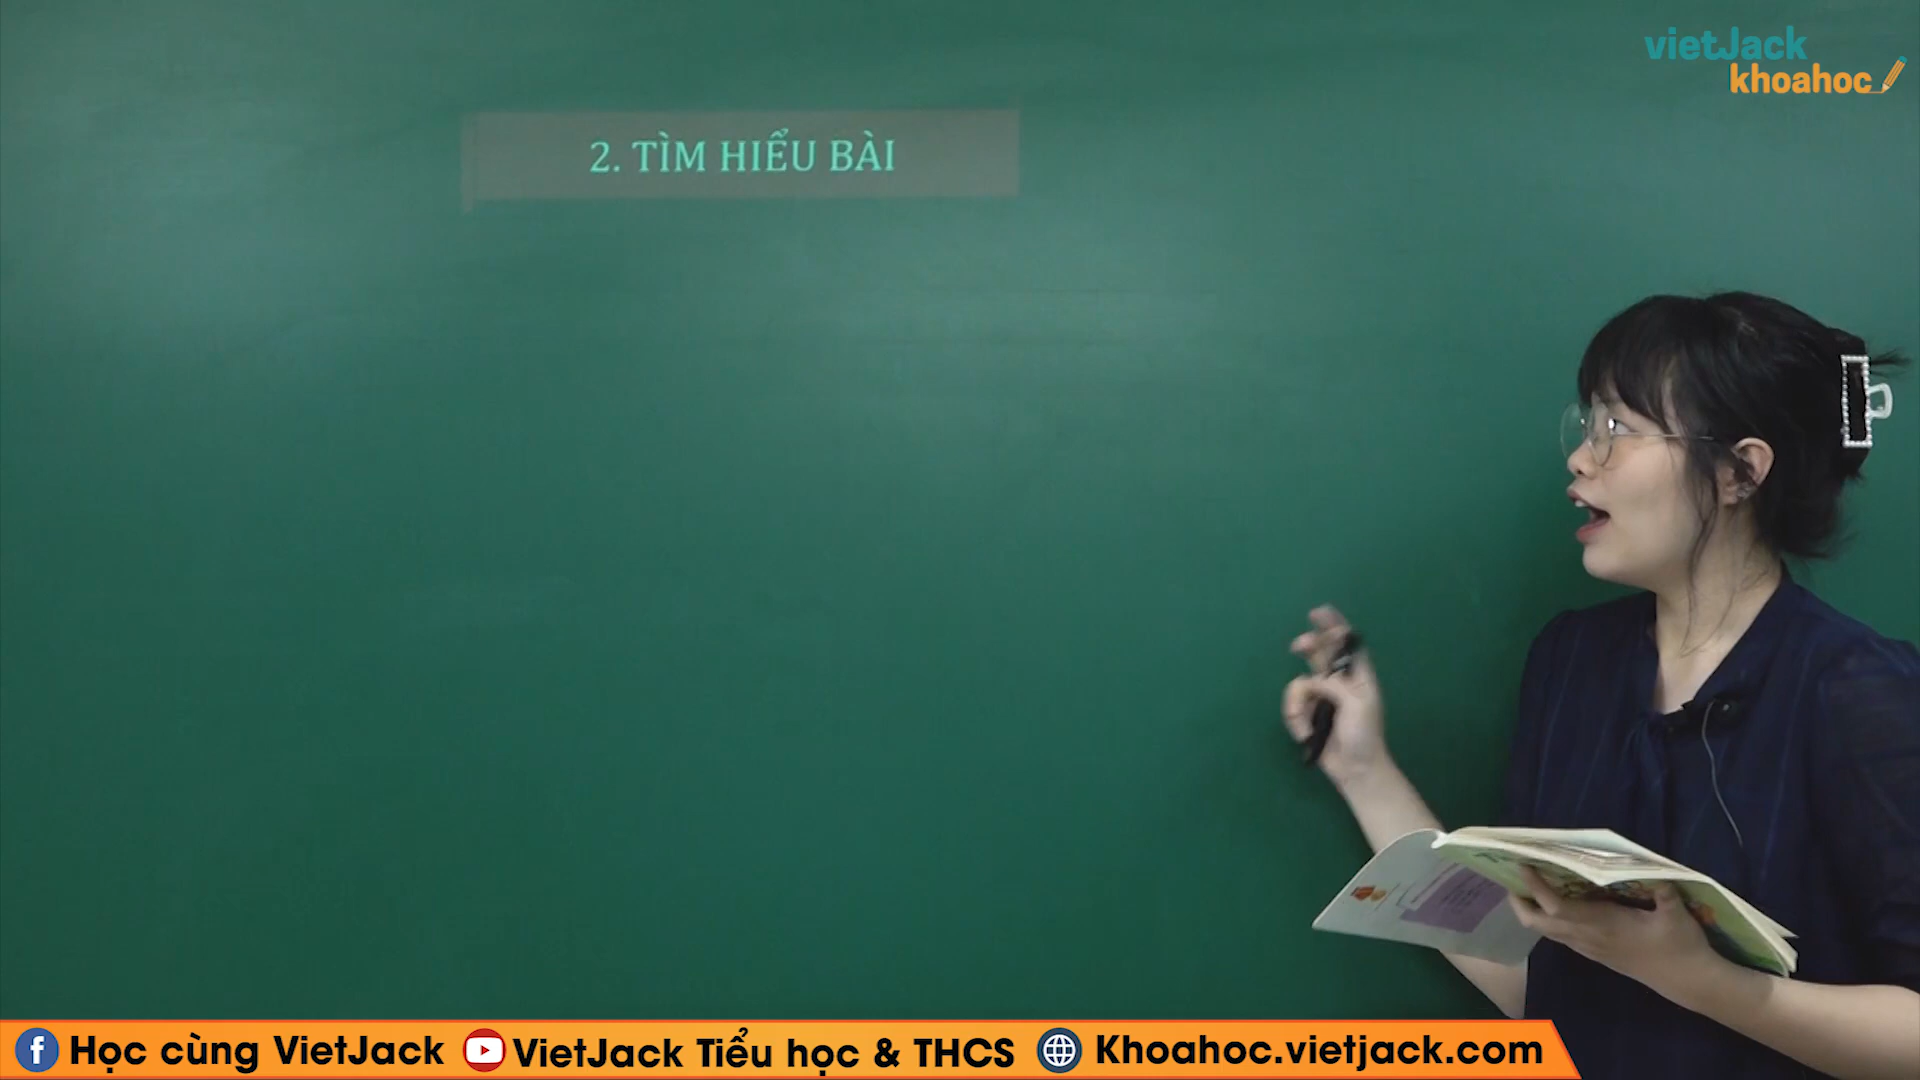 vietJack
khoahoc
2. TÌM HIỂU BÀI
Học cùng VietJack
VietJack Tiểu học & THCS
Khoahoc.vietjack.com